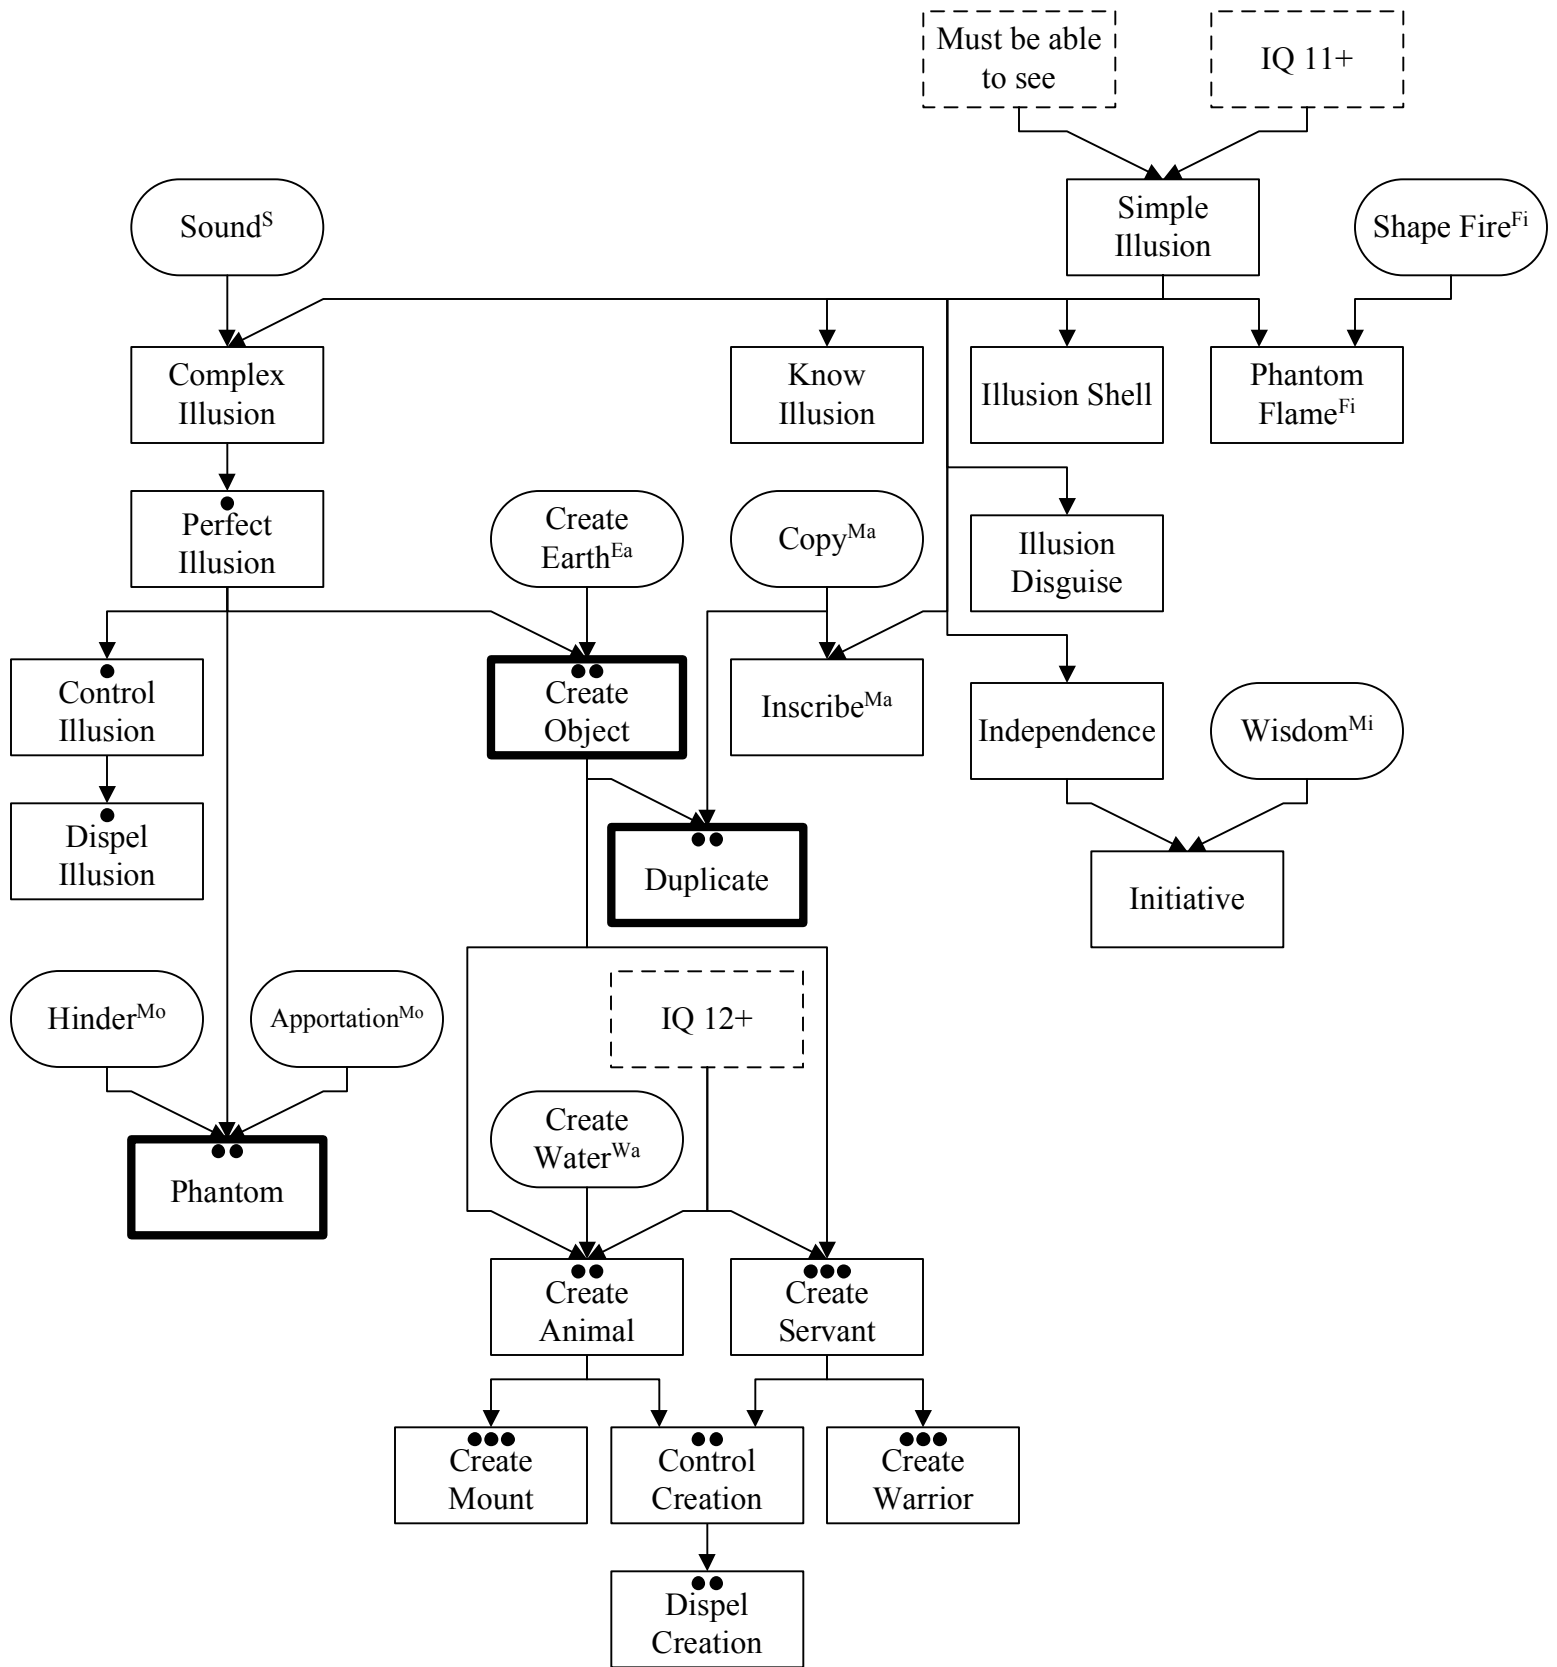 Must be able
to see
IQ 11+
Sound^S
Simple
Illusion
Shape Fire^Fi
Complex
Illusion
Know
Illusion
Illusion Shell
Phantom
Flame^Fi
Perfect
Illusion
Create
Earth^Ea
Copy^Ma
Illusion
Disguise
Control
Illusion
Create
Object
Inscribe^Ma
Independence
Wisdom^Mi
Dispel
Illusion
Duplicate
Initiative
Hinder^Mo
Apportation^Mo
IQ 12+
Create
Water^Wa
Phantom
Create
Animal
Create
Servant
Create
Mount
Control
Creation
Create
Warrior
Dispel
Creation